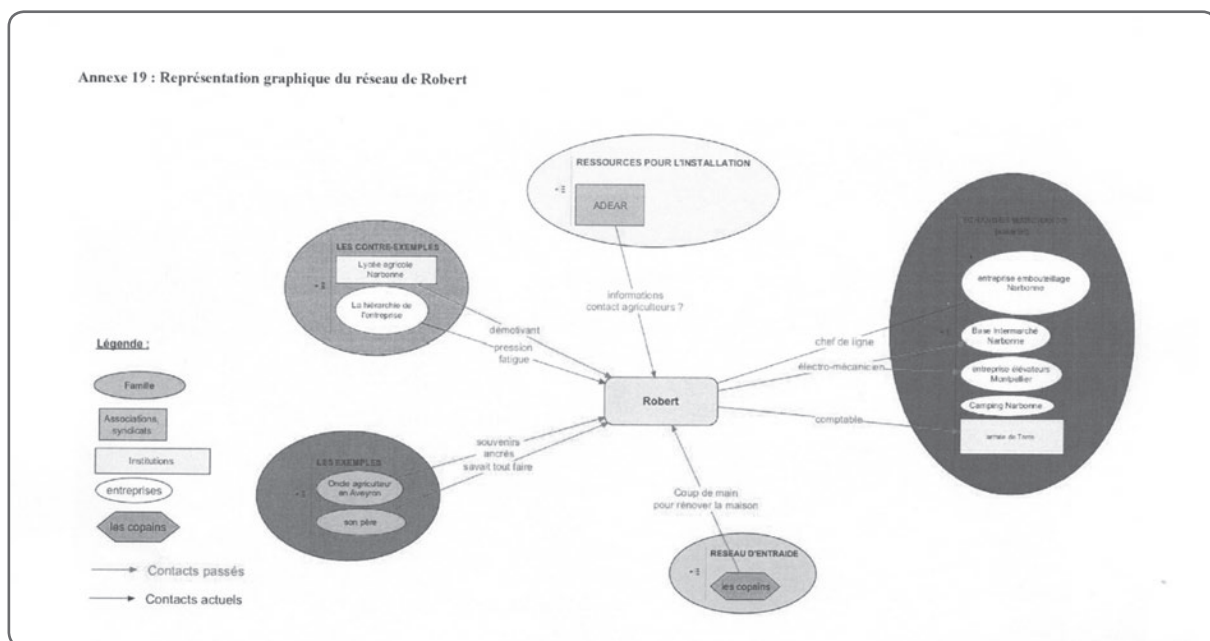 Annexe 19 : Représentation graphique du réseau de Robert
RESSOURCES POUR L'INSTALLATION
ADEAR
LES CONTRE-EXEMPLES
Lycée agricole
Narbonne
La hiérarchie de
l'entreprise
informations
contact agriculteurs ?
démotivant
pression
fatigue
entreprise embouteillage
Narbonne
Base Intermarché
Narbonne
entreprise élévateurs
Montpellier
Camping Narbonne
armée de Terre
chef de ligne
électro-mécanicien
comptable
Robert
Légende :
Famille
Associations,
syndicats
Institutions
entreprises
les copains
Contacts passés
Contacts actuels
LES EXEMPLES
Oncle agriculteur
en Aveyron
son père
souvenirs
ancrés
savait tout faire
Coup de main
pour rénover la maison
RESEAU D'ENTRAIDE
les copains